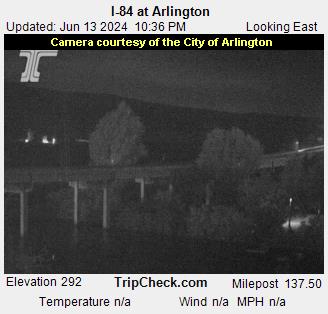 I-84 at Arlington
Updated: Jun 13 2024 10:36 PM Looking East
Camera courtesy of the City of Arlington
Elevation 292 TripCheck.com Milepost 137.50
Temperature n/a Wind n/a MPH n/a